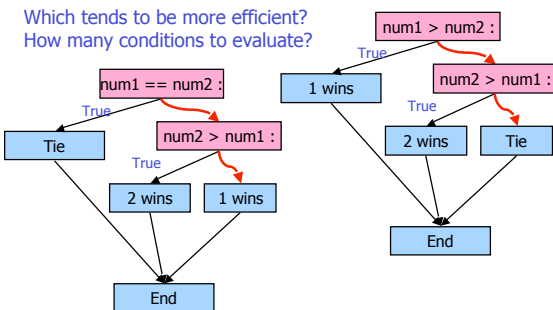 Which tends to be more efficient?
How many conditions to evaluate?
num1 == num2 :
True
Tie
num2 > num1 :
True
2 wins
1 wins
End
num1 > num2 :
True
1 wins
num2 > num1 :
True
2 wins
Tie
End